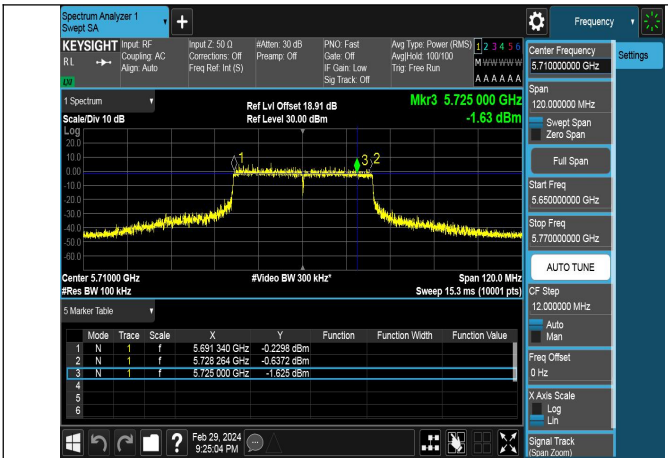 Spectrum Analyzer 1
Swept SA
+
Frequency
KEYSIGHT
RL
Input: RF
Coupling: AC
Align: Auto
Input Z: 50 Ω
Corrections: Off
Freq Ref: Int (S)
#Atten: 30 dB
Preamp: Off
PNO: Fast
Gate: Off
IF Gain: Low
Sig Track: Off
Avg Type: Power (RMS)
Avg|Hold: 100/100
Trig: Free Run
1 2 3 4 5 6
M W W W W W
A A A A A A
LXI
Center Frequency
5.710000000 GHz
Settings
Span
120.000000 MHz
Swept Span
Zero Span
Full Span
Start Freq
5.650000000 GHz
Stop Freq
5.770000000 GHz
AUTO TUNE
CF Step
12.000000 MHz
Auto
Man
Freq Offset
0 Hz
X Axis Scale
Log
Lin
Signal Track
(Span Zoom)
1 Spectrum
Scale/Div 10 dB
Ref Lvl Offset 18.91 dB
Ref Level 30.00 dBm
Mkr3 5.725 000 GHz
-1.63 dBm
Log
20.0
10.0
0.00
-10.0
-20.0
-30.0
-40.0
-50.0
-60.0
1
3
2
Center 5.71000 GHz
#Res BW 100 kHz
#Video BW 300 kHz*
Span 120.0 MHz
Sweep 15.3 ms (10001 pts)
5 Marker Table
Mode Trace Scale X Y Function Function Width Function Value
1 N 1 f 5.691 340 GHz -0.2298 dBm
2 N 1 f 5.728 264 GHz -0.6372 dBm
3 N 1 f 5.725 000 GHz -1.625 dBm
4
5
6
?
Feb 29, 2024
9:25:04 PM